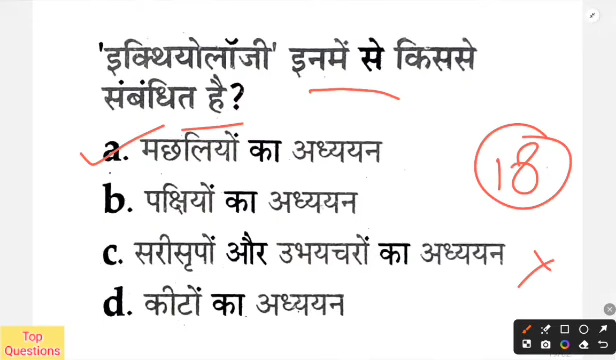 'इक्थियोलॉजी' इनमें से किससे
संबंधित है?
a. मछलियों का अध्ययन
b. पक्षियों का अध्ययन
c. सरीसृपों और उभयचरों का अध्ययन
d. कीटों का अध्ययन
18
Top
Questions